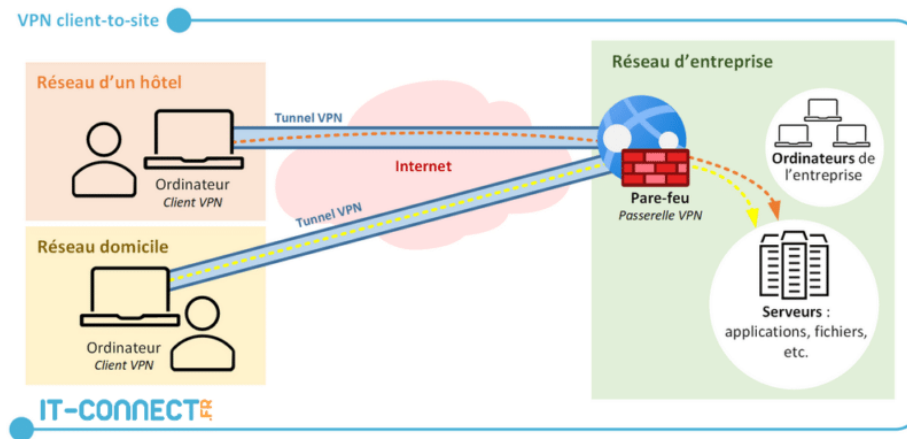 VPN client-to-site
Réseau d'un hôtel
Ordinateur
Client VPN
Réseau domicile
Ordinateur
Client VPN
Tunnel VPN
Internet
Tunnel VPN
Réseau d'entreprise
Ordinateurs de
l'entreprise
Pare-feu
Passerelle VPN
Serveurs :
applications, fichiers,
etc.
IT-CONNECT.FR